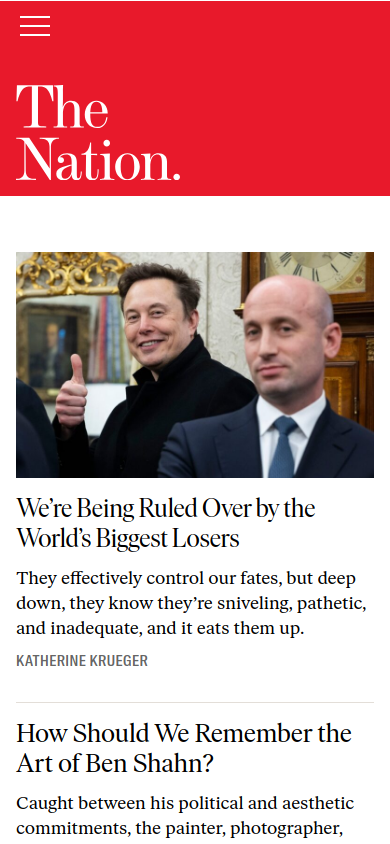 The
Nation.
We’re Being Ruled Over by the
World’s Biggest Losers
They effectively control our fates, but deep
down, they know they’re sniveling, pathetic,
and inadequate, and it eats them up.
KATHERINE KRUEGER
How Should We Remember the
Art of Ben Shahn?
Caught between his political and aesthetic
commitments, the painter, photographer,